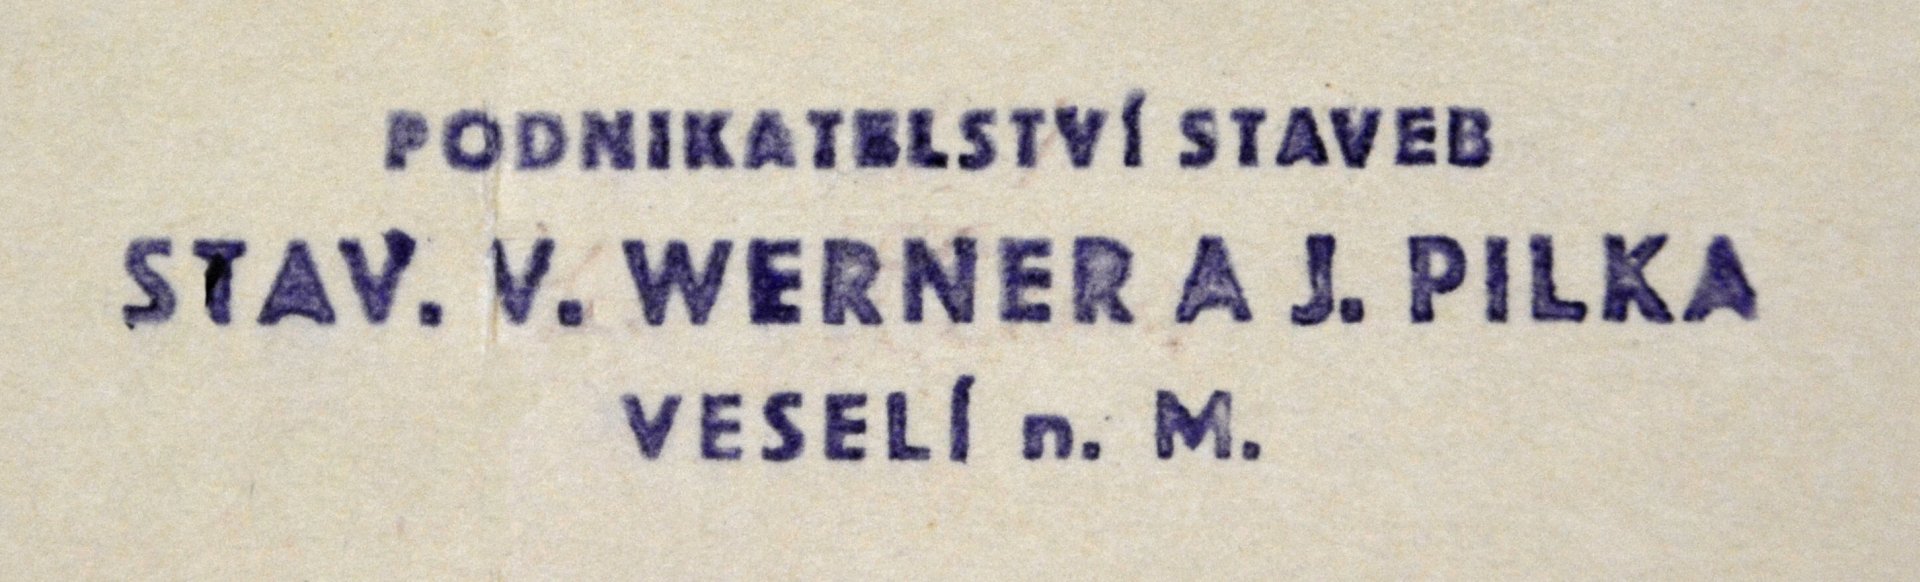 PODNIKATELSTVÍ STAVEB
STAV. V. WERNER A J. PILKA
VESELÍ n. M.